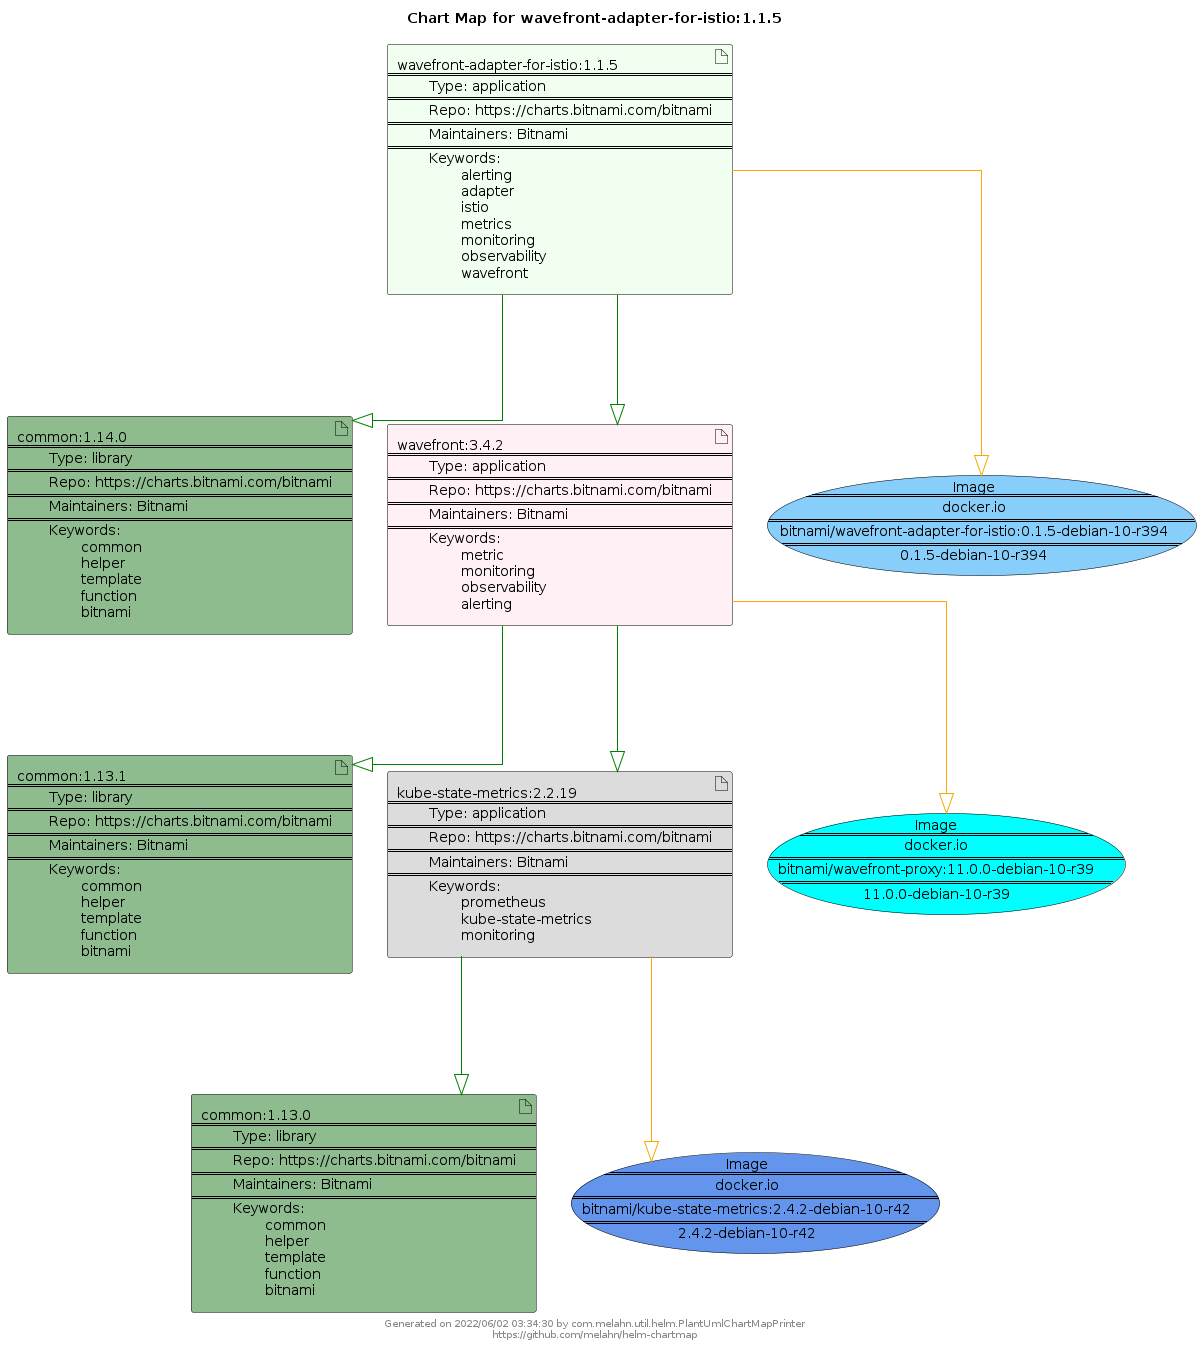 Chart Map for wavefront-adapter-for-istio:1.1.5
wavefront-adapter-for-istio:1.1.5
Type: application
Repo: https://charts.bitnami.com/bitnami
Maintainers: Bitnami
Keywords:
alerting
adapter
istio
metrics
monitoring
observability
wavefront
common:1.14.0
Type: library
Repo: https://charts.bitnami.com/bitnami
Maintainers: Bitnami
Keywords:
common
helper
template
function
bitnami
wavefront:3.4.2
Type: application
Repo: https://charts.bitnami.com/bitnami
Maintainers: Bitnami
Keywords:
metric
monitoring
observability
alerting
Image
docker.io
bitnami/wavefront-adapter-for-istio:0.1.5-debian-10-r394
0.1.5-debian-10-r394
common:1.13.1
Type: library
Repo: https://charts.bitnami.com/bitnami
Maintainers: Bitnami
Keywords:
common
helper
template
function
bitnami
kube-state-metrics:2.2.19
Type: application
Repo: https://charts.bitnami.com/bitnami
Maintainers: Bitnami
Keywords:
prometheus
kube-state-metrics
monitoring
Image
docker.io
bitnami/wavefront-proxy:11.0.0-debian-10-r39
11.0.0-debian-10-r39
common:1.13.0
Type: library
Repo: https://charts.bitnami.com/bitnami
Maintainers: Bitnami
Keywords:
common
helper
template
function
bitnami
Image
docker.io
bitnami/kube-state-metrics:2.4.2-debian-10-r42
2.4.2-debian-10-r42
Generated on 2022/06/02 03:34:30 by com.melahn.util.helm.PlantUmlChartMapPrinter
https://github.com/melahn/helm-chartmap